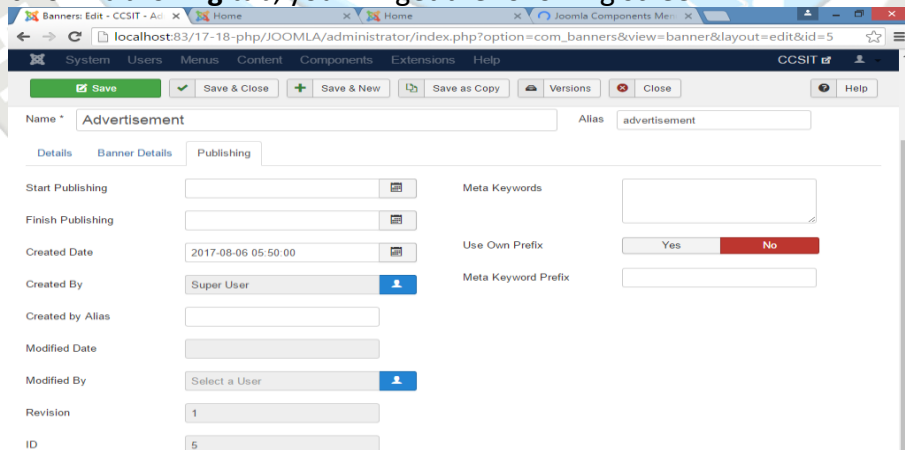 Banners: Edit - CCSIT - Ad Home Home Joomla Components Menu
localhost:83/17-18-php/JOOMLA/administrator/index.php?option=com_banners&view=banner&layout=edit&id=5
System Users Menus Content Components Extensions Help CCSIT
Save Save & Close Save & New Save as Copy Versions Close Help
Name * Advertisement Alias advertisement
Details Banner Details Publishing
Start Publishing Meta Keywords
Finish Publishing
Created Date 2017-08-06 05:50:00 Use Own Prefix Yes No
Created By Super User Meta Keyword Prefix
Created by Alias
Modified Date
Modified By Select a User
Revision 1
ID 5